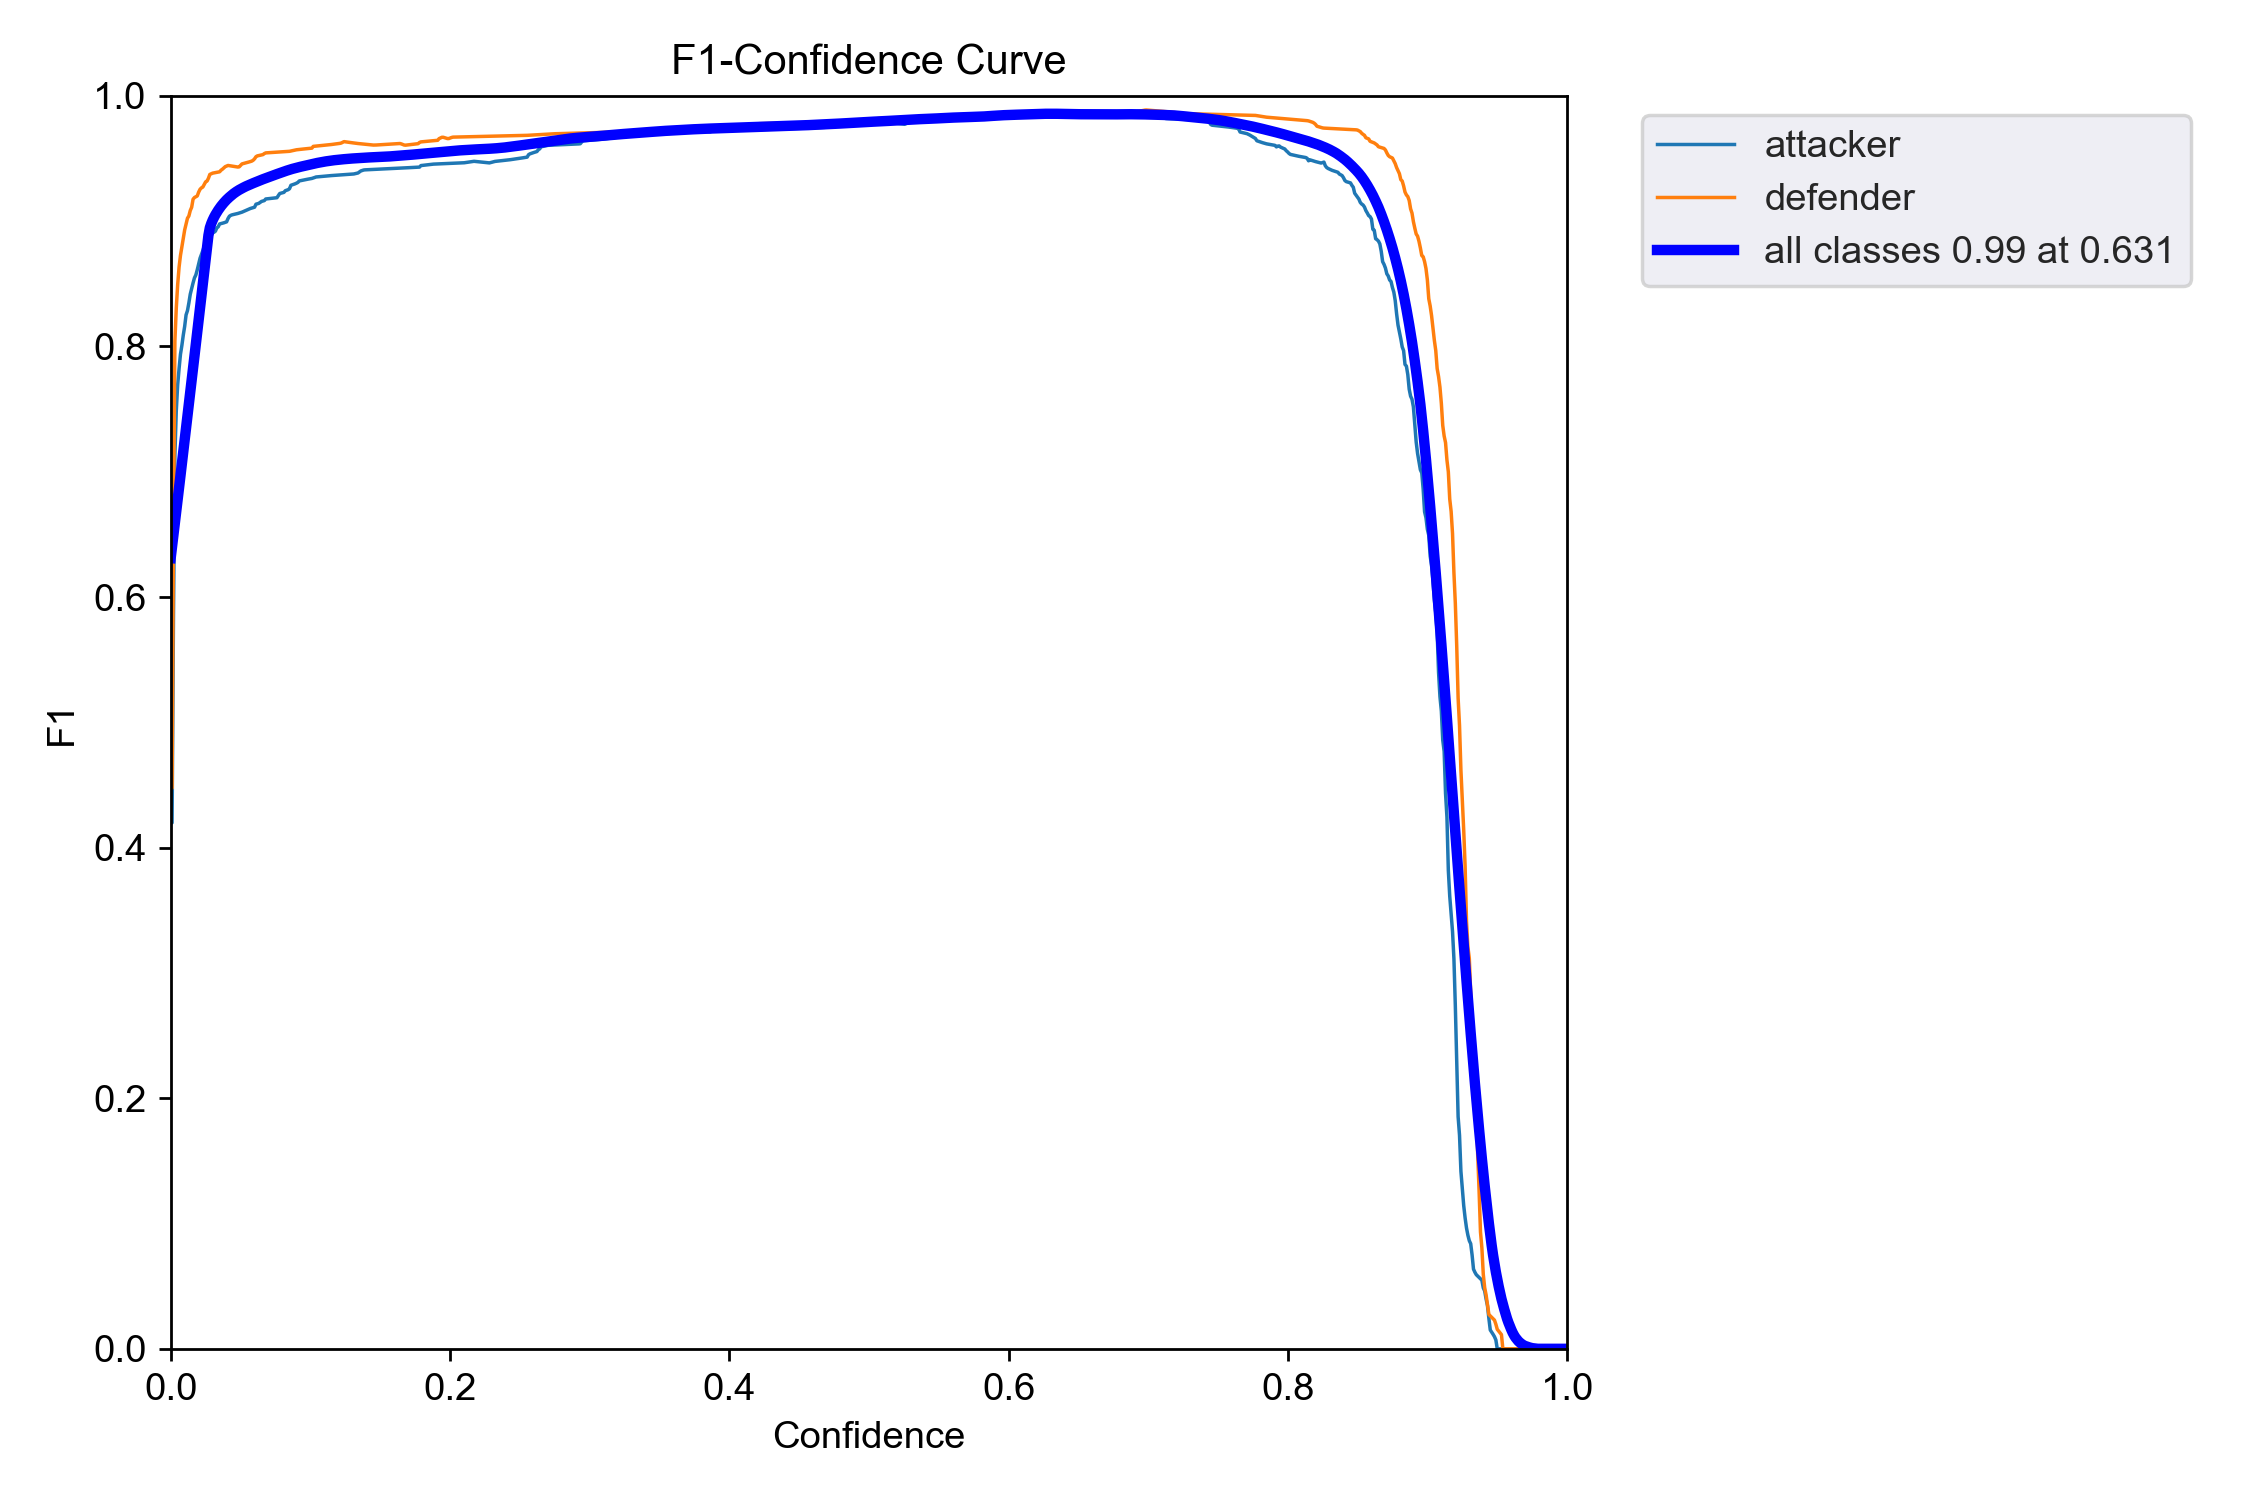 F1-Confidence Curve
1.0
0.8
0.6
0.4
0.2
0.0
F1
0.0 0.2 0.4 0.6 0.8 1.0
Confidence
attacker
defender
all classes 0.99 at 0.631